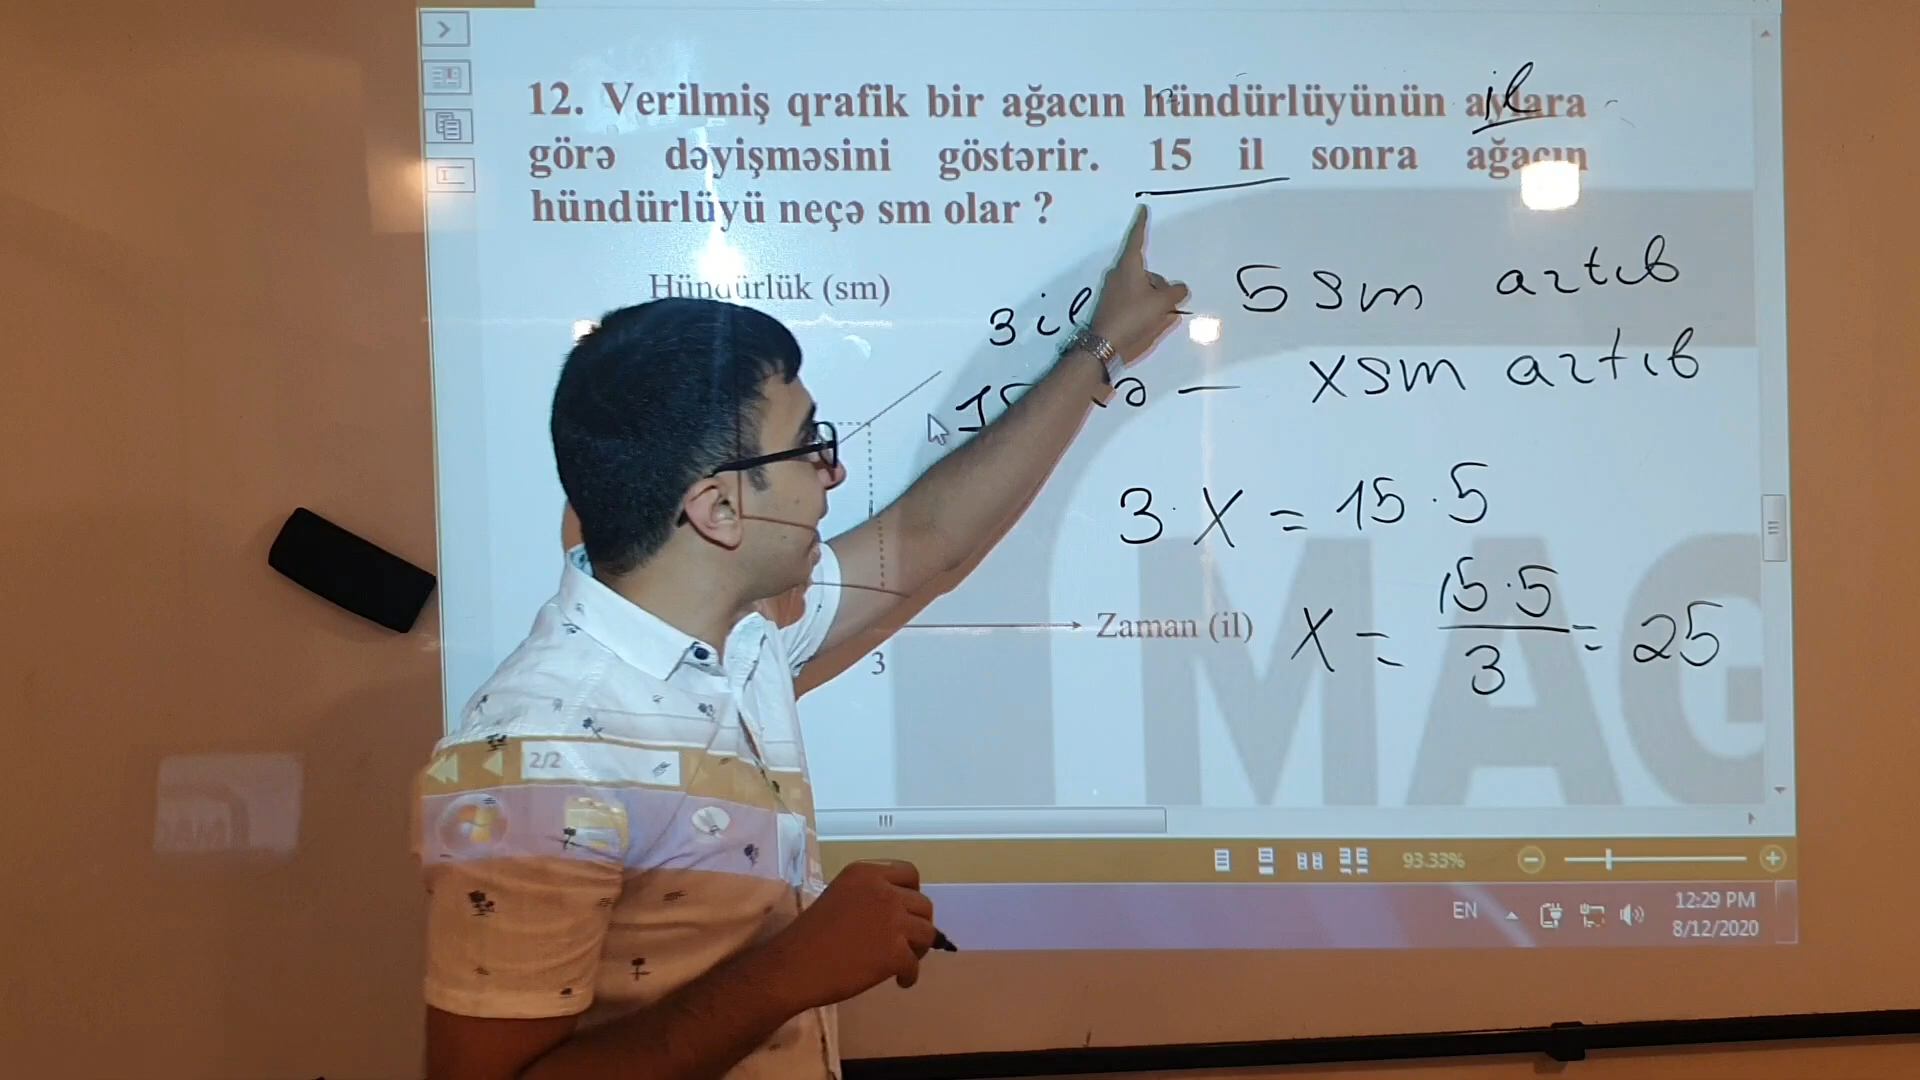 12. Verilmiş qrafik bir ağacın hündürlüyünün aylara
il
görə dəyişməsini göstərir. 15 il sonra ağacın
hündürlüyü neçə sm olar ?
Hündürlük (sm)
5 sm artıb
x sm artıb
3·x = 15·5
x = 15·5/3 = 25
Zaman (il)
3
MAG
2/2
93.33%
EN
12:29 PM
8/12/2020